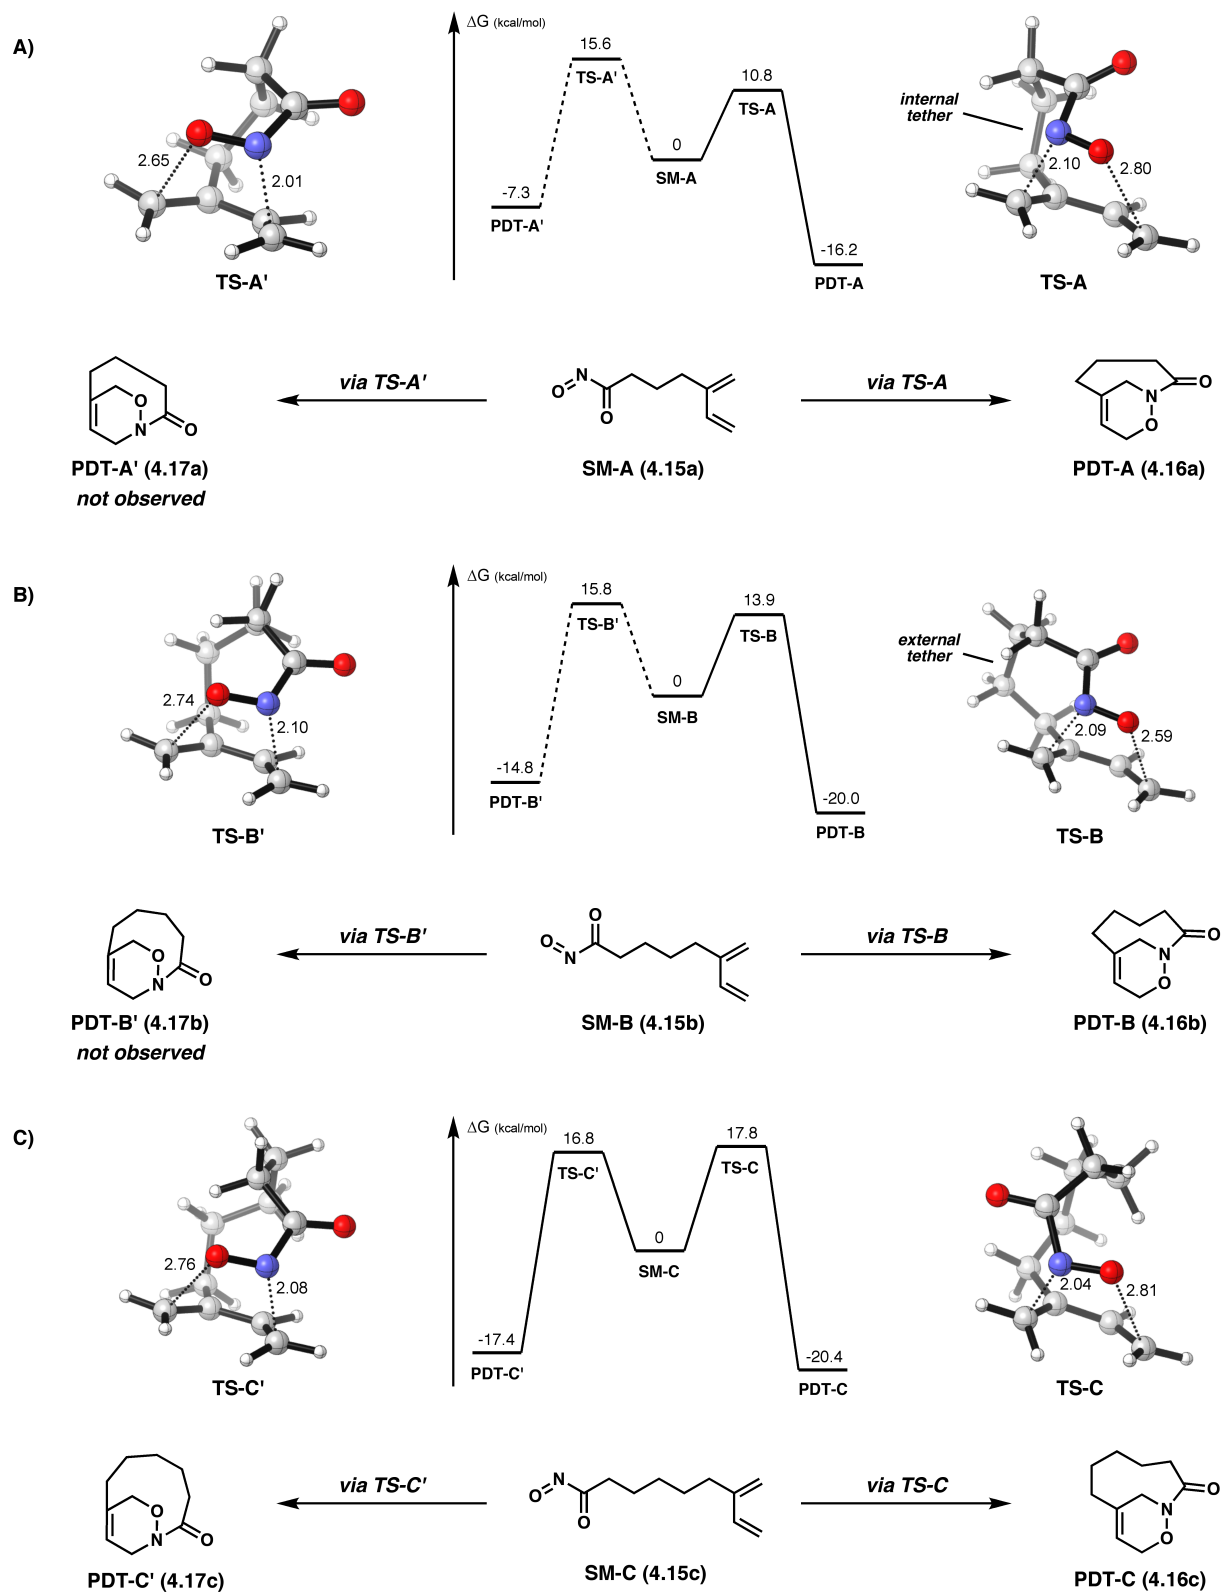 A)
ΔG (kcal/mol)
15.6
TS-A'
10.8
TS-A
0
SM-A
-7.3
PDT-A'
-16.2
PDT-A
2.65
2.01
TS-A'
internal
tether
2.10
2.80
TS-A
O
N
O
via TS-A'
O
N
O
via TS-A
N
O
O
PDT-A' (4.17a)
not observed
SM-A (4.15a)
PDT-A (4.16a)
B)
ΔG (kcal/mol)
15.8
TS-B'
13.9
TS-B
0
SM-B
-14.8
PDT-B'
-20.0
PDT-B
2.74
2.10
TS-B'
external
tether
2.09
2.59
TS-B
O
N
O
via TS-B'
O
O
N
via TS-B
O
N
O
PDT-B' (4.17b)
not observed
SM-B (4.15b)
PDT-B (4.16b)
C)
ΔG (kcal/mol)
16.8
TS-C'
17.8
TS-C
0
SM-C
-17.4
PDT-C'
-20.4
PDT-C
2.76
2.08
TS-C'
2.04
2.81
TS-C
O
N
O
via TS-C'
N
O
O
via TS-C
O
N
O
PDT-C' (4.17c)
SM-C (4.15c)
PDT-C (4.16c)